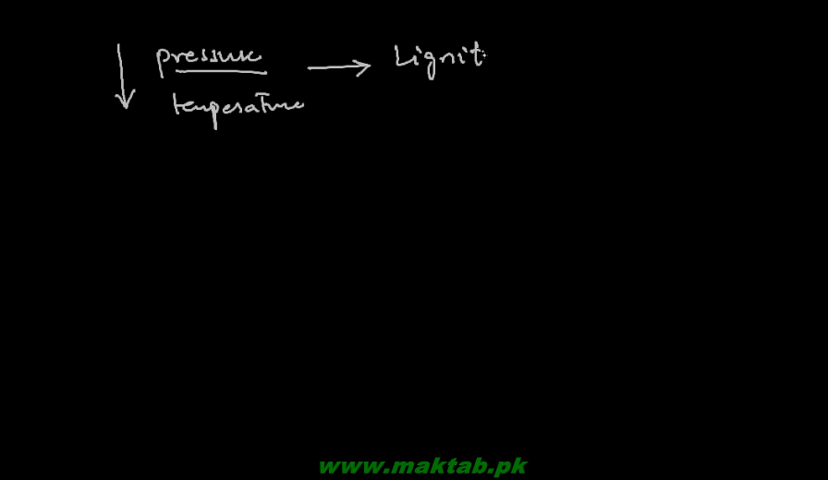 ↓ pressure → Lignit
temperature
www.maktab.pk